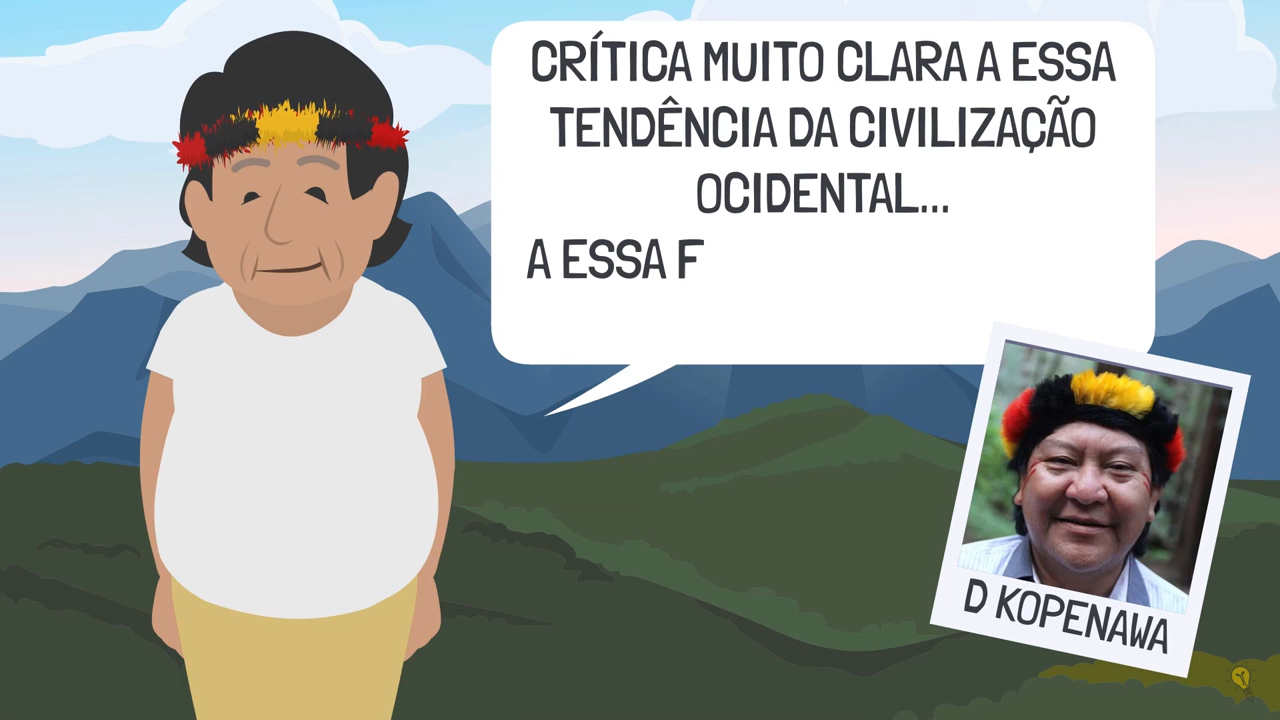 CRÍTICA MUITO CLARA A ESSA
TENDÊNCIA DA CIVILIZAÇÃO
OCIDENTAL...
A ESSA F
D KOPENAWA